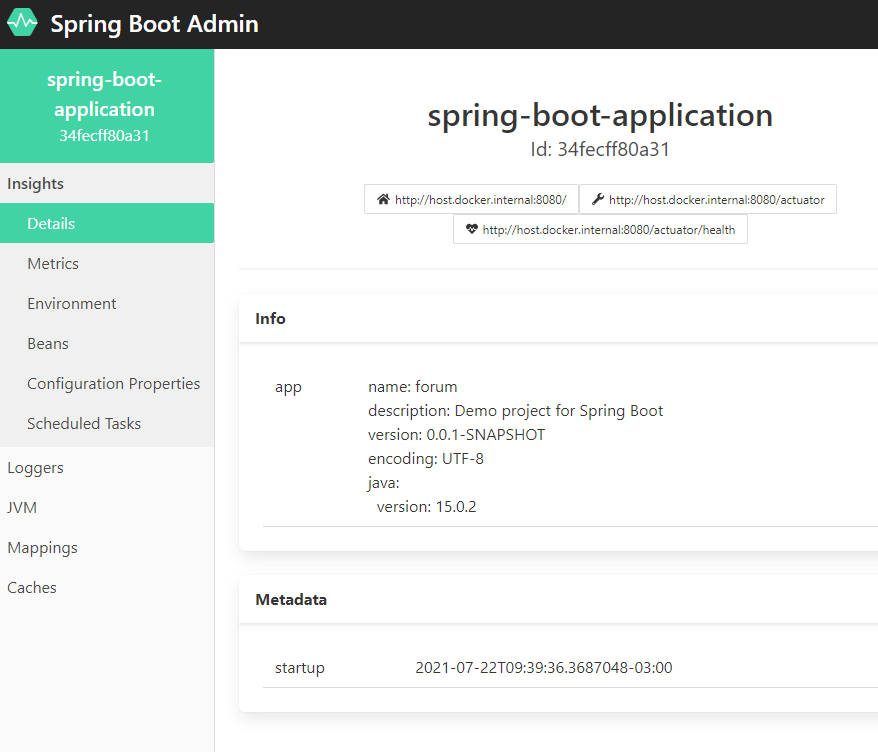 Spring Boot Admin
spring-boot-
application
34fecff80a31
Insights
Details
Metrics
Environment
Beans
Configuration Properties
Scheduled Tasks
Loggers
JVM
Mappings
Caches
spring-boot-application
Id: 34fecff80a31
http://host.docker.internal:8080/ http://host.docker.internal:8080/actuator
http://host.docker.internal:8080/actuator/health
Info
app name: forum
description: Demo project for Spring Boot
version: 0.0.1-SNAPSHOT
encoding: UTF-8
java:
version: 15.0.2
Metadata
startup 2021-07-22T09:39:36.3687048-03:00